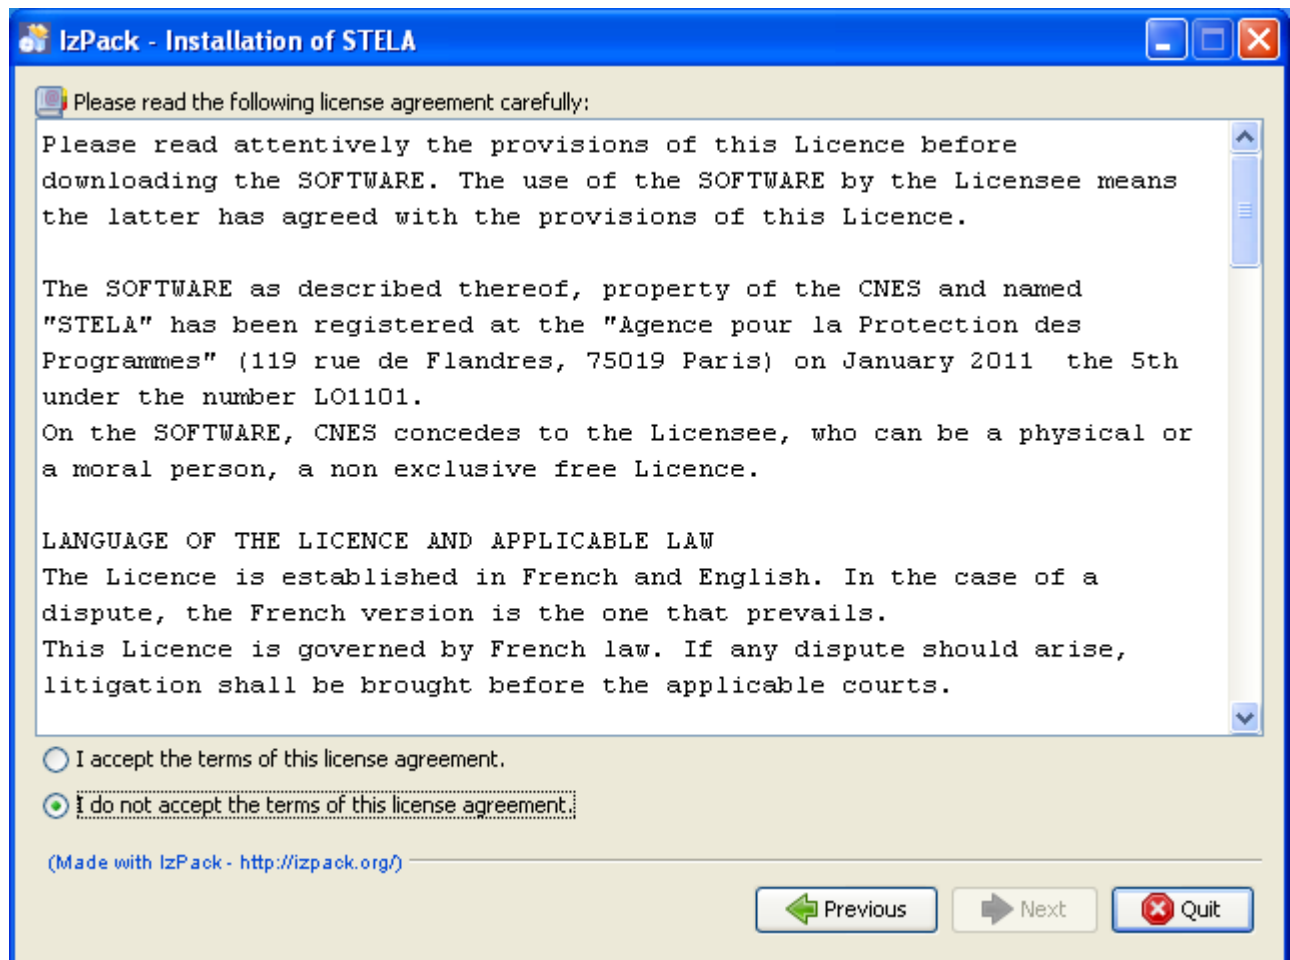 IzPack - Installation of STELA
Please read the following license agreement carefully:
Please read attentively the provisions of this Licence before
downloading the SOFTWARE. The use of the SOFTWARE by the Licensee means
the latter has agreed with the provisions of this Licence.
The SOFTWARE as described thereof, property of the CNES and named
"STELA" has been registered at the "Agence pour la Protection des
Programmes" (119 rue de Flandres, 75019 Paris) on January 2011  the 5th
under the number LO1101.
On the SOFTWARE, CNES concedes to the Licensee, who can be a physical or
a moral person, a non exclusive free Licence.
LANGUAGE OF THE LICENCE AND APPLICABLE LAW
The Licence is established in French and English. In the case of a
dispute, the French version is the one that prevails.
This Licence is governed by French law. If any dispute should arise,
litigation shall be brought before the applicable courts.
I accept the terms of this license agreement.
I do not accept the terms of this license agreement.
(Made with IzPack - http://izpack.org/)
Previous Next Quit